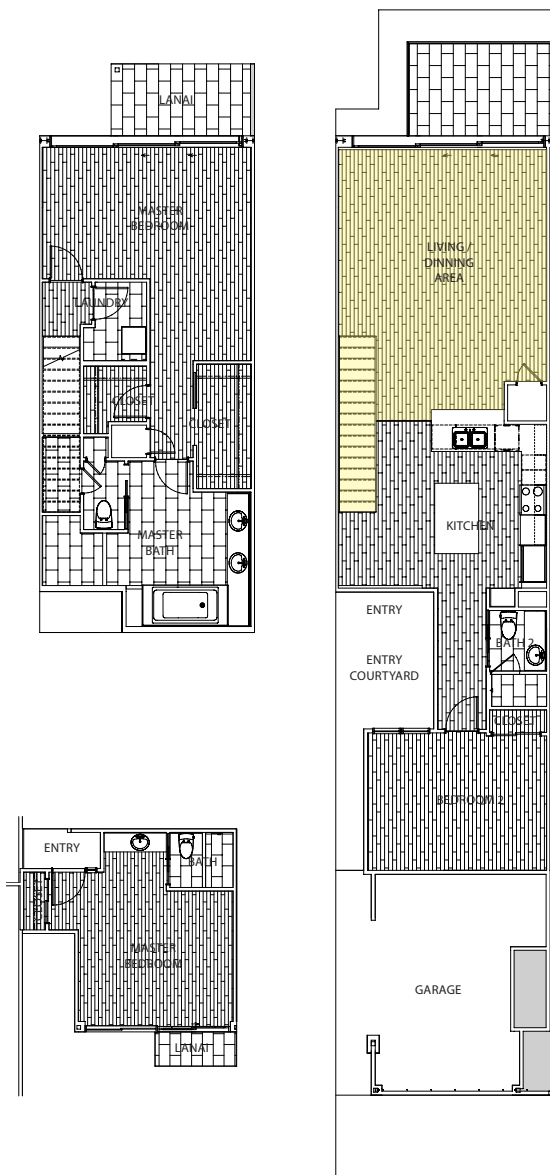 LANAI
MASTER
BEDROOM
LAUNDRY
CLOSET
CLOSET
MASTER
BATH
LIVING /
DINNING
AREA
KITCHEN
ENTRY
ENTRY
COURTYARD
BATH 2
CLOSET
BEDROOM 2
GARAGE
ENTRY
BATH
CLOSET
MASTER
BEDROOM
LANAI